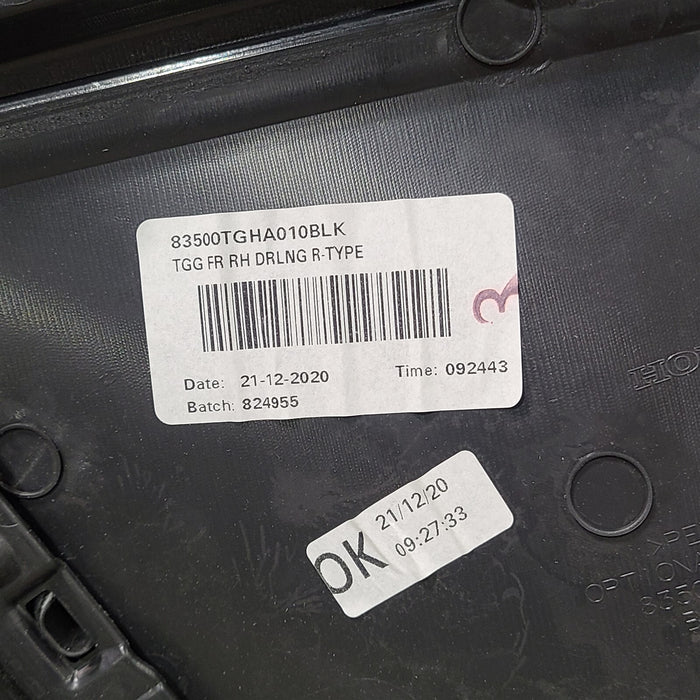 83500TGHA010BLK
TGG FR RH DRLNG R-TYPE
3
Date: 21-12-2020 Time: 092443
Batch: 824955
OK 21/12/20
09:27:33